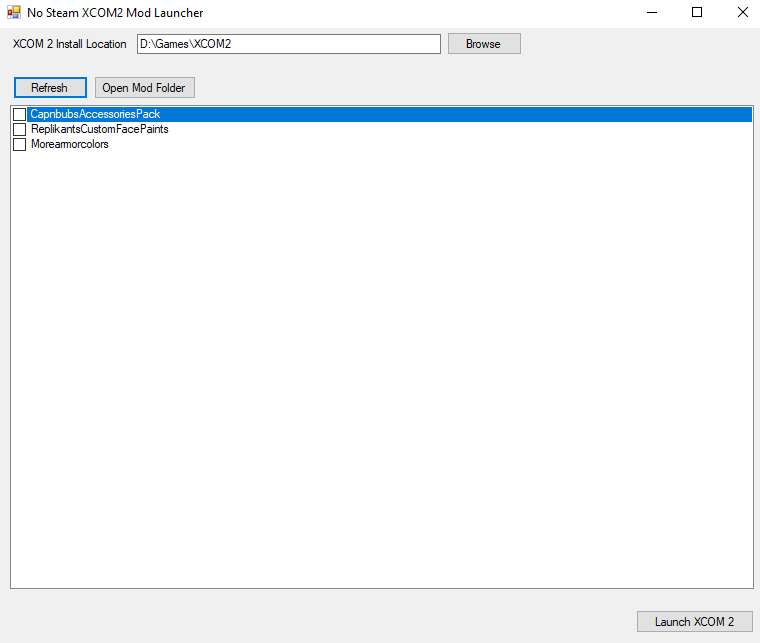 No Steam XCOM2 Mod Launcher
XCOM 2 Install Location D:\Games\XCOM2 Browse
Refresh Open Mod Folder
CapnbubsAccessoriesPack
ReplikantsCustomFacePaints
Morearmorcolors
Launch XCOM 2